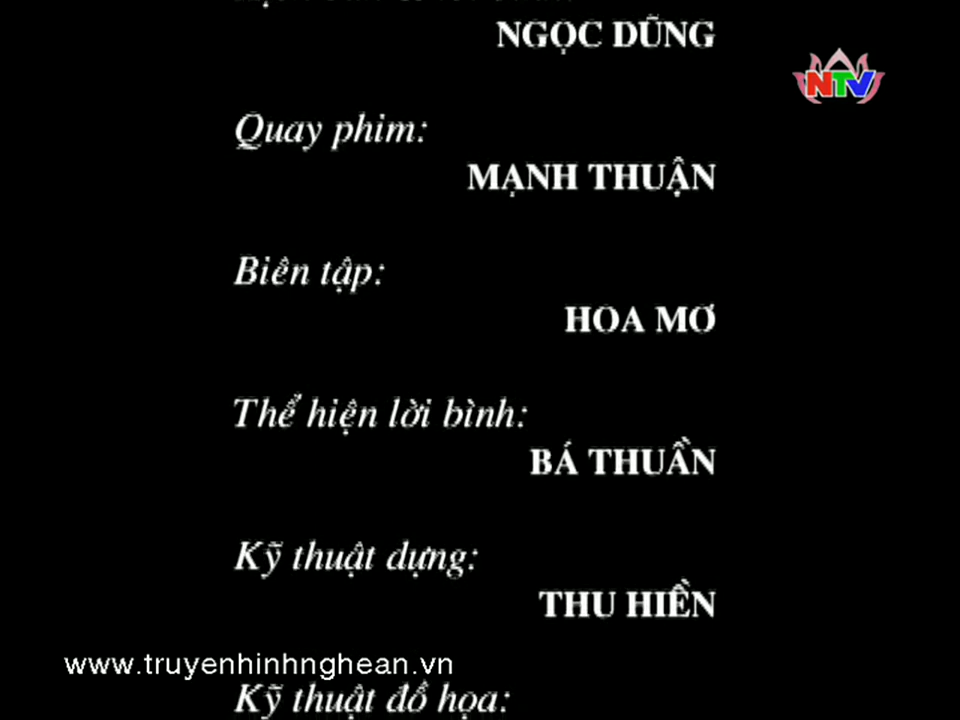 NGỌC DŨNG
NTV
Quay phim:
MẠNH THUẬN
Biên tập:
HOA MƠ
Thể hiện lời bình:
BÁ THUẦN
Kỹ thuật dựng:
THU HIỀN
www.truyenhinhnghean.vn
Kỹ thuật đồ họa: